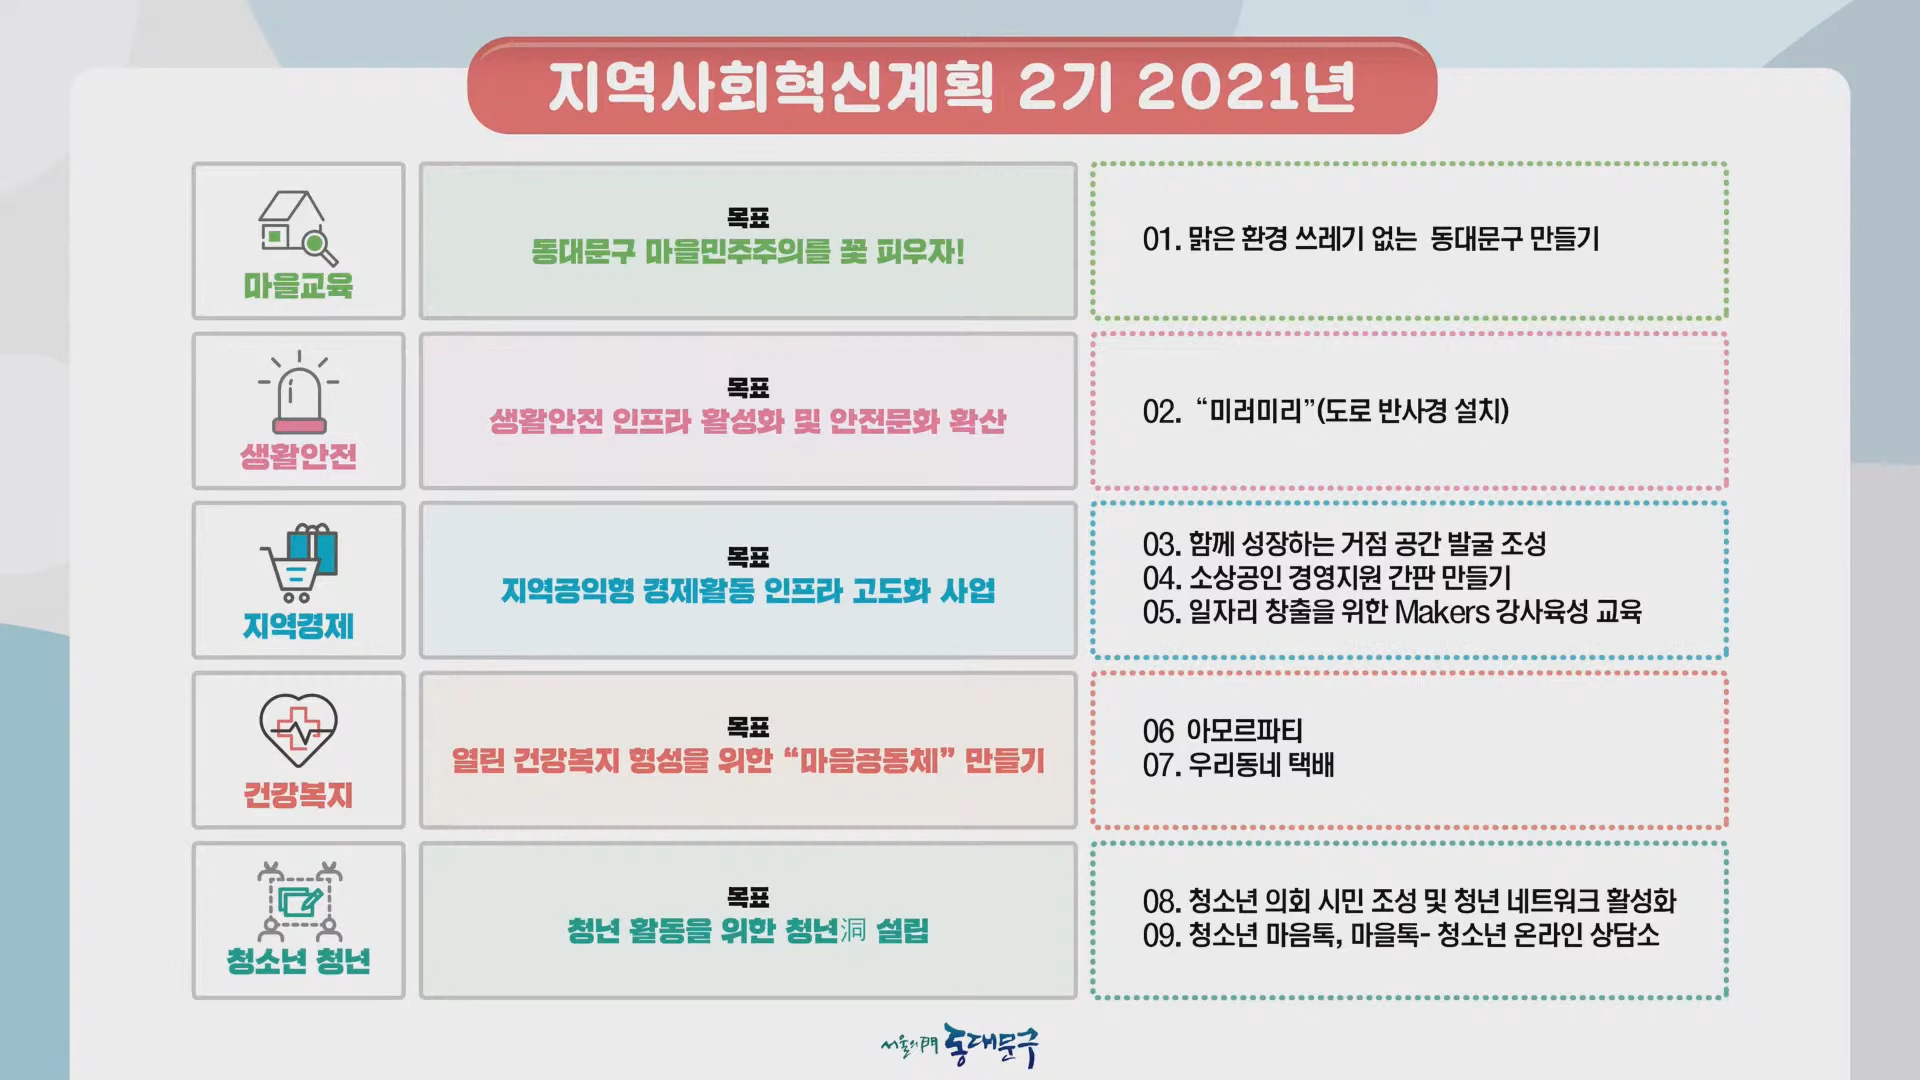 지역사회혁신계획 2기 2021년
마을교육
목표
동대문구 마을민주주의를 꽃 피우자!
01. 맑은 환경 쓰레기 없는 동대문구 만들기
생활안전
목표
생활안전 인프라 활성화 및 안전문화 확산
02. “미러미리”(도로 반사경 설치)
지역경제
목표
지역공익형 경제활동 인프라 고도화 사업
03. 함께 성장하는 거점 공간 발굴 조성
04. 소상공인 경영지원 간판 만들기
05. 일자리 창출을 위한 Makers 강사육성 교육
건강복지
목표
열린 건강복지 형성을 위한 “마음공동체” 만들기
06 아모르파티
07. 우리동네 택배
청소년 청년
목표
청년 활동을 위한 청년洞 설립
08. 청소년 의회 시민 조성 및 청년 네트워크 활성화
09. 청소년 마음톡, 마을톡- 청소년 온라인 상담소
서울의門 동대문구